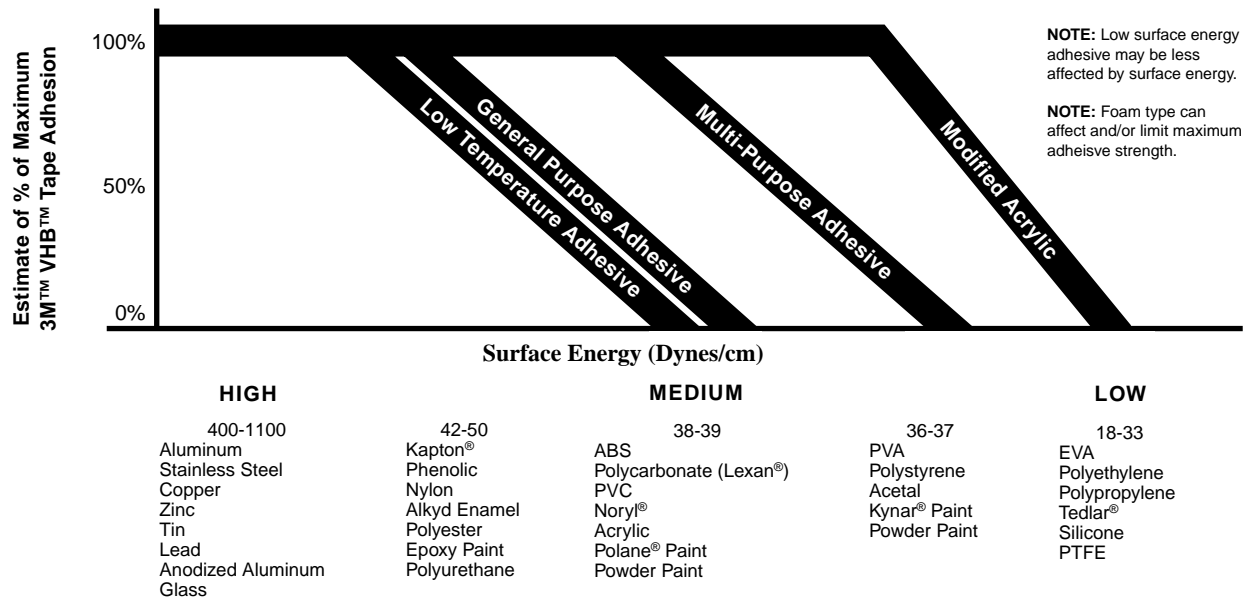 Estimate of % of Maximum
3M™ VHB™ Tape Adhesion
100%
50%
0%
Low Temperature Adhesive
General Purpose Adhesive
Multi-Purpose Adhesive
Modified Acrylic
NOTE: Low surface energy
adhesive may be less
affected by surface energy.
NOTE: Foam type can
affect and/or limit maximum
adheisve strength.
Surface Energy (Dynes/cm)
HIGH
400-1100
Aluminum
Stainless Steel
Copper
Zinc
Tin
Lead
Anodized Aluminum
Glass
42-50
Kapton®
Phenolic
Nylon
Alkyd Enamel
Polyester
Epoxy Paint
Polyurethane
MEDIUM
38-39
ABS
Polycarbonate (Lexan®)
PVC
Noryl®
Acrylic
Polane® Paint
Powder Paint
36-37
PVA
Polystyrene
Acetal
Kynar® Paint
Powder Paint
LOW
18-33
EVA
Polyethylene
Polypropylene
Tedlar®
Silicone
PTFE